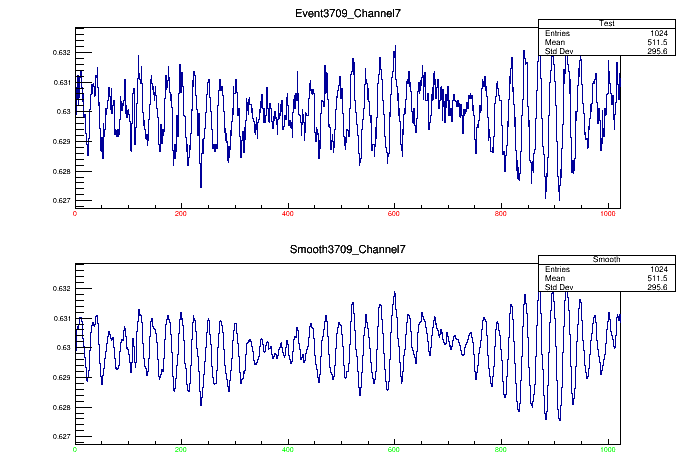 Event3709_Channel7
Test
Entries 1024
Mean 511.5
Std Dev 295.6
0.632
0.631
0.63
0.629
0.628
0.627
0 200 400 600 800 1000
Smooth3709_Channel7
Smooth
Entries 1024
Mean 511.5
Std Dev 295.6
0.632
0.631
0.63
0.629
0.628
0.627
0 200 400 600 800 1000